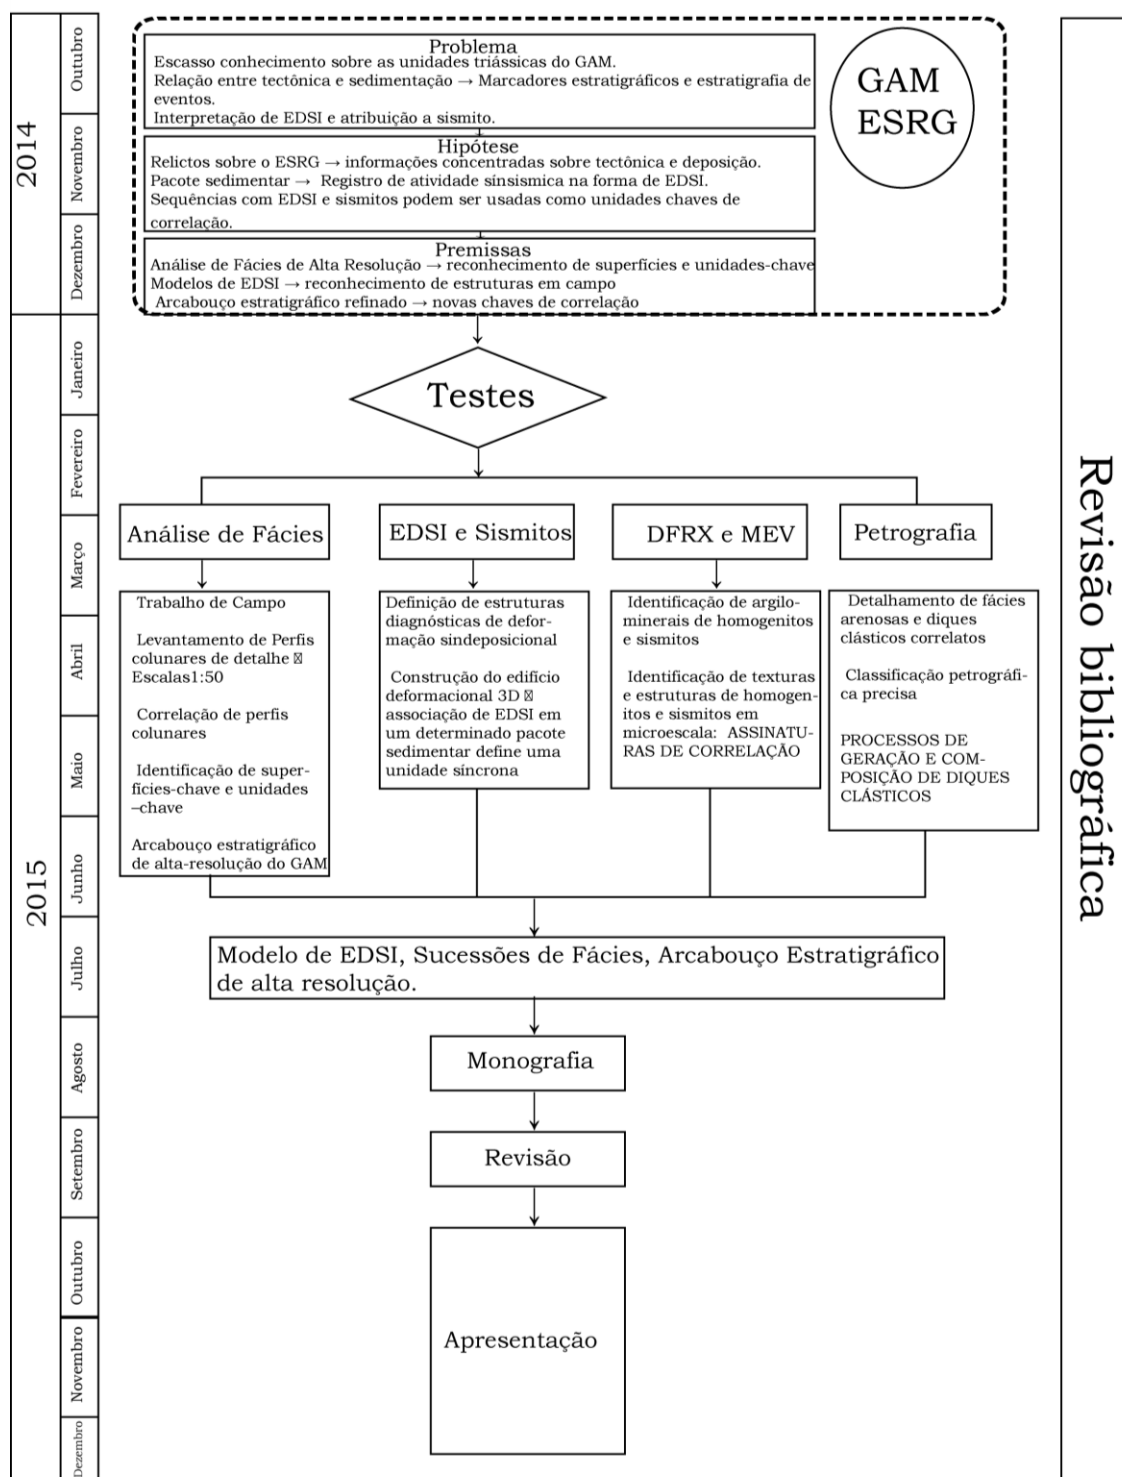 2014
Outubro
Novembro
Dezembro
Problema
Escasso conhecimento sobre as unidades triássicas do GAM.
Relação entre tectônica e sedimentação → Marcadores estratigráficos e estratigrafia de
eventos.
Interpretação de EDSI e atribuição a sismito.
Hipótese
Relictos sobre o ESRG → informações concentradas sobre tectônica e deposição.
Pacote sedimentar → Registro de atividade sínsismica na forma de EDSI.
Sequências com EDSI e sismitos podem ser usadas como unidades chaves de
correlação.
Premissas
Análise de Fácies de Alta Resolução → reconhecimento de superfícies e unidades-chave
Modelos de EDSI → reconhecimento de estruturas em campo
Arcabouço estratigráfico refinado → novas chaves de correlação
GAM
ESRG
2015
Janeiro
Fevereiro
Março
Abril
Maio
Junho
Julho
Agosto
Setembro
Outubro
Novembro
Dezembro
Testes
Análise de Fácies
Trabalho de Campo
Levantamento de Perfis
colunares de detalhe
Escalas1:50
Correlação de perfis
colunares
Identificação de super-
fícies-chave e unidades
–chave
Arcabouço estratigráfico
de alta-resolução do GAM
EDSI e Sismitos
Definição de estruturas
diagnósticas de defor-
mação sindeposicional
Construção do edifício
deformacional 3D
associação de EDSI em
um determinado pacote
sedimentar define uma
unidade síncrona
DFRX e MEV
Identificação de argilo-
minerais de homogenitos
e sismitos
Identificação de texturas
e estruturas de homogen-
itos e sismitos em
microescala: ASSINATU-
RAS DE CORRELAÇÃO
Petrografia
Detalhamento de fácies
arenosas e diques
clásticos correlatos
Classificação petrográfi-
ca precisa
PROCESSOS DE
GERAÇÃO E COM-
POSIÇÃO DE DIQUES
CLÁSTICOS
Modelo de EDSI, Sucessões de Fácies, Arcabouço Estratigráfico
de alta resolução.
Monografia
Revisão
Apresentação
Revisão bibliográfica